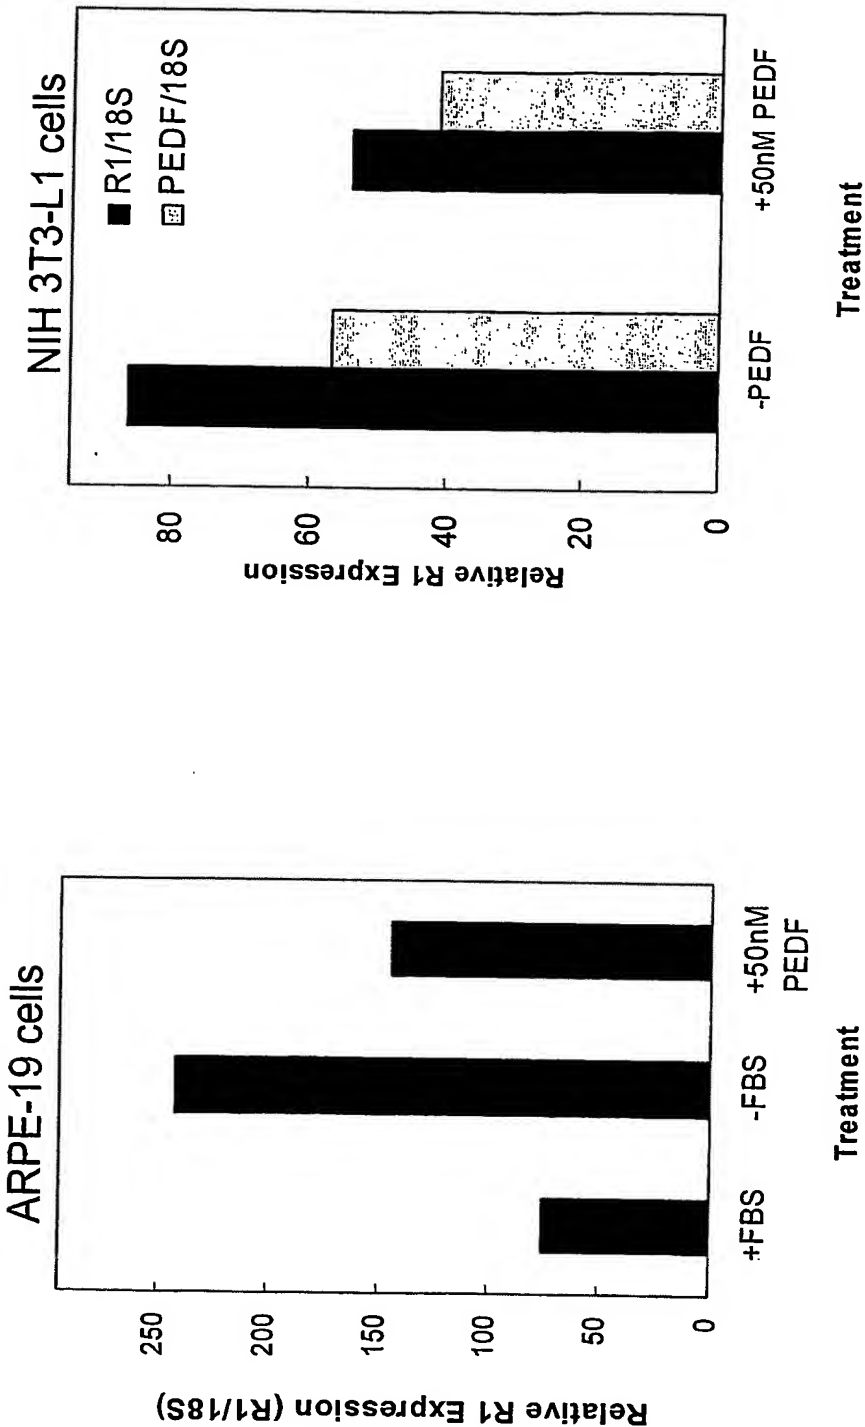 ARPE-19 cells
Relative R1 Expression (R1/18S)
250
200
150
100
50
0
+FBS
-FBS
+50nM
PEDF
Treatment
NIH 3T3-L1 cells
R1/18S
PEDF/18S
Relative R1 Expression
80
60
40
20
0
-PEDF
+50nM PEDF
Treatment